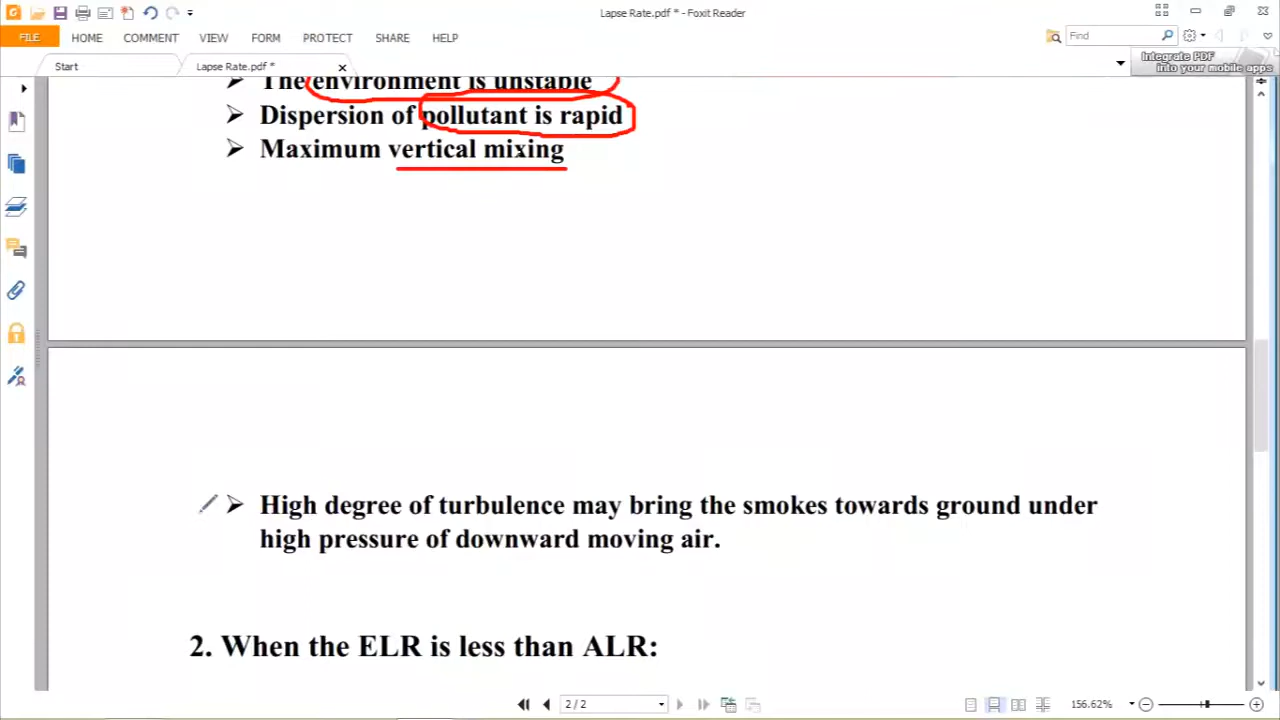 Lapse Rate.pdf * - Foxit Reader
FILE HOME COMMENT VIEW FORM PROTECT SHARE HELP
Find
Start
Lapse Rate.pdf *
Integrate PDF
into your mobile apps
➢ The environment is unstable
➢ Dispersion of pollutant is rapid
➢ Maximum vertical mixing
➢ High degree of turbulence may bring the smokes towards ground under
high pressure of downward moving air.
2. When the ELR is less than ALR:
2 / 2
156.62%